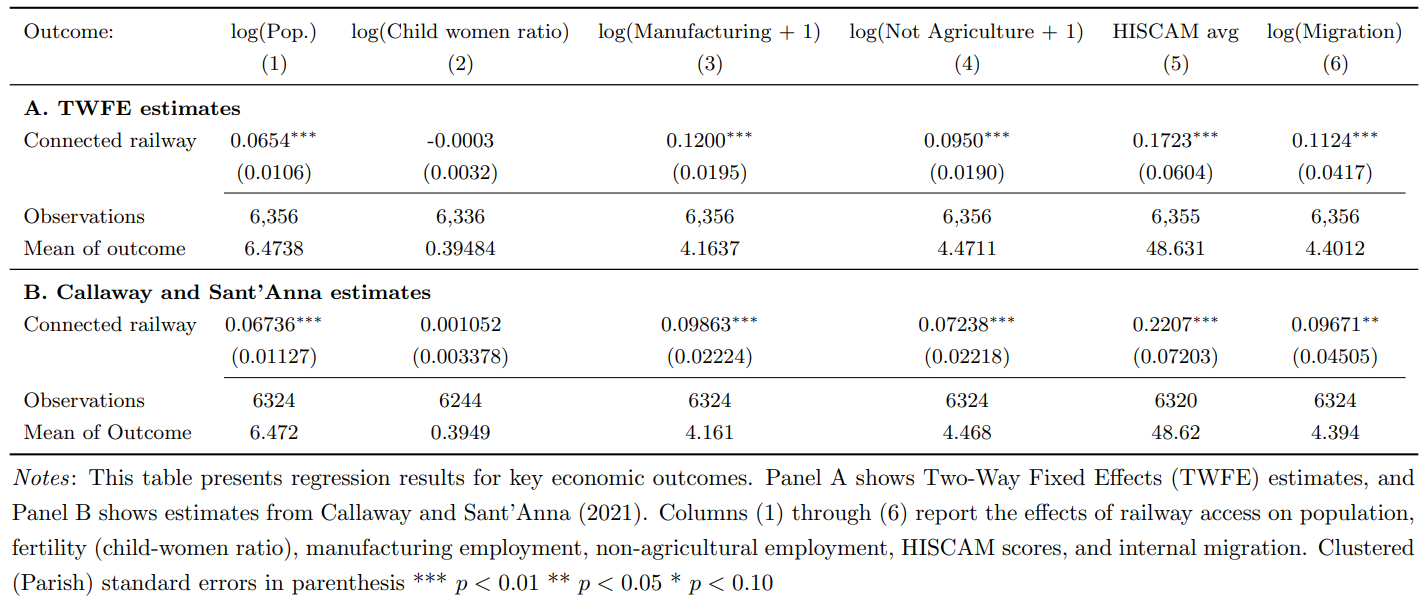 Outcome: log(Pop.) log(Child women ratio) log(Manufacturing + 1) log(Not Agriculture + 1) HISCAM avg log(Migration)
(1) (2) (3) (4) (5) (6)
A. TWFE estimates
Connected railway 0.0654*** -0.0003 0.1200*** 0.0950*** 0.1723*** 0.1124***
(0.0106) (0.0032) (0.0195) (0.0190) (0.0604) (0.0417)
Observations 6,356 6,336 6,356 6,356 6,355 6,356
Mean of outcome 6.4738 0.39484 4.1637 4.4711 48.631 4.4012
B. Callaway and Sant'Anna estimates
Connected railway 0.06736*** 0.001052 0.09863*** 0.07238*** 0.2207*** 0.09671**
(0.01127) (0.003378) (0.02224) (0.02218) (0.07203) (0.04505)
Observations 6324 6244 6324 6324 6320 6324
Mean of Outcome 6.472 0.3949 4.161 4.468 48.62 4.394
Notes: This table presents regression results for key economic outcomes. Panel A shows Two-Way Fixed Effects (TWFE) estimates, and
Panel B shows estimates from Callaway and Sant'Anna (2021). Columns (1) through (6) report the effects of railway access on population,
fertility (child-women ratio), manufacturing employment, non-agricultural employment, HISCAM scores, and internal migration. Clustered
(Parish) standard errors in parenthesis *** p < 0.01 ** p < 0.05 * p < 0.10